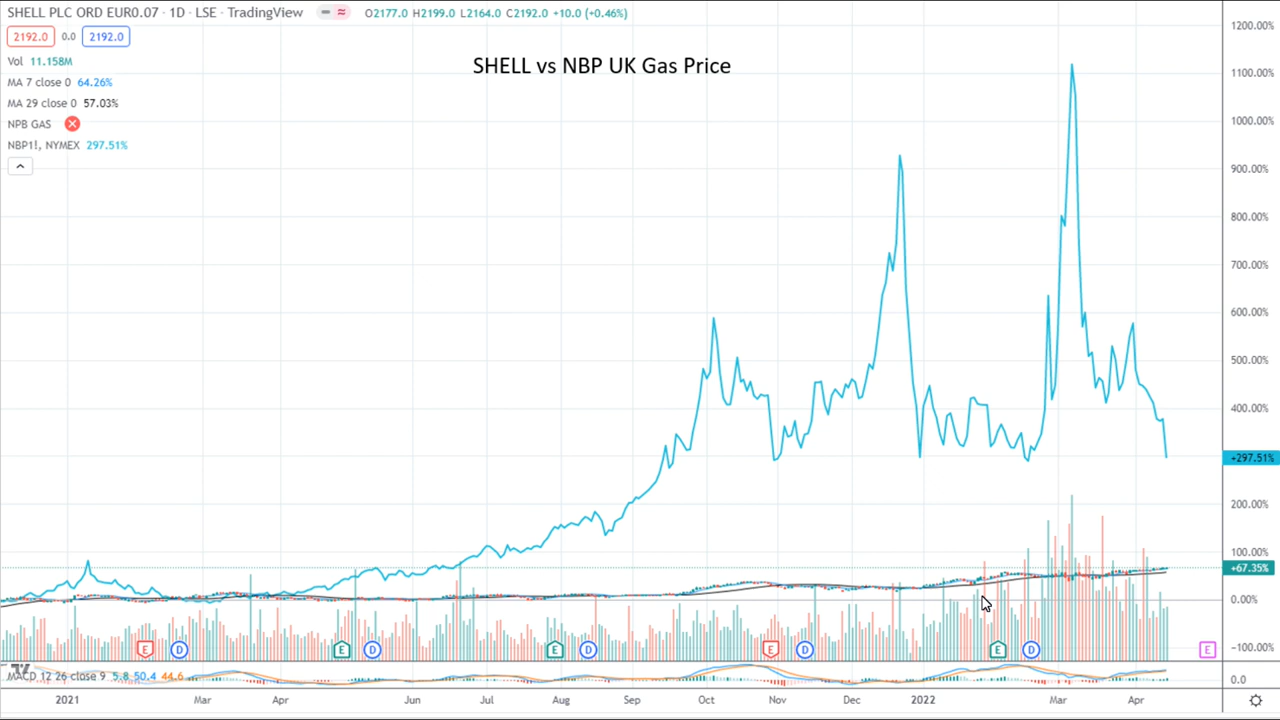 SHELL PLC ORD EUR0.07 · 1D · LSE · TradingView O2177.0 H2199.0 L2164.0 C2192.0 +10.0 (+0.46%)
2192.0 0.0 2192.0
Vol 11.158M
SHELL vs NBP UK Gas Price
MA 7 close 0 64.26%
MA 29 close 0 57.03%
NPB GAS
NBP1!, NYMEX 297.51%
1200.00%
1100.00%
1000.00%
900.00%
800.00%
700.00%
600.00%
500.00%
400.00%
+297.51%
200.00%
100.00%
+67.35%
0.00%
-100.00%
E D E D E D E D E D E
12 26 close 9 5.8 50.4 44.6
0.0
2021 Mar Apr Jun Jul Aug Sep Oct Nov Dec 2022 Mar Apr